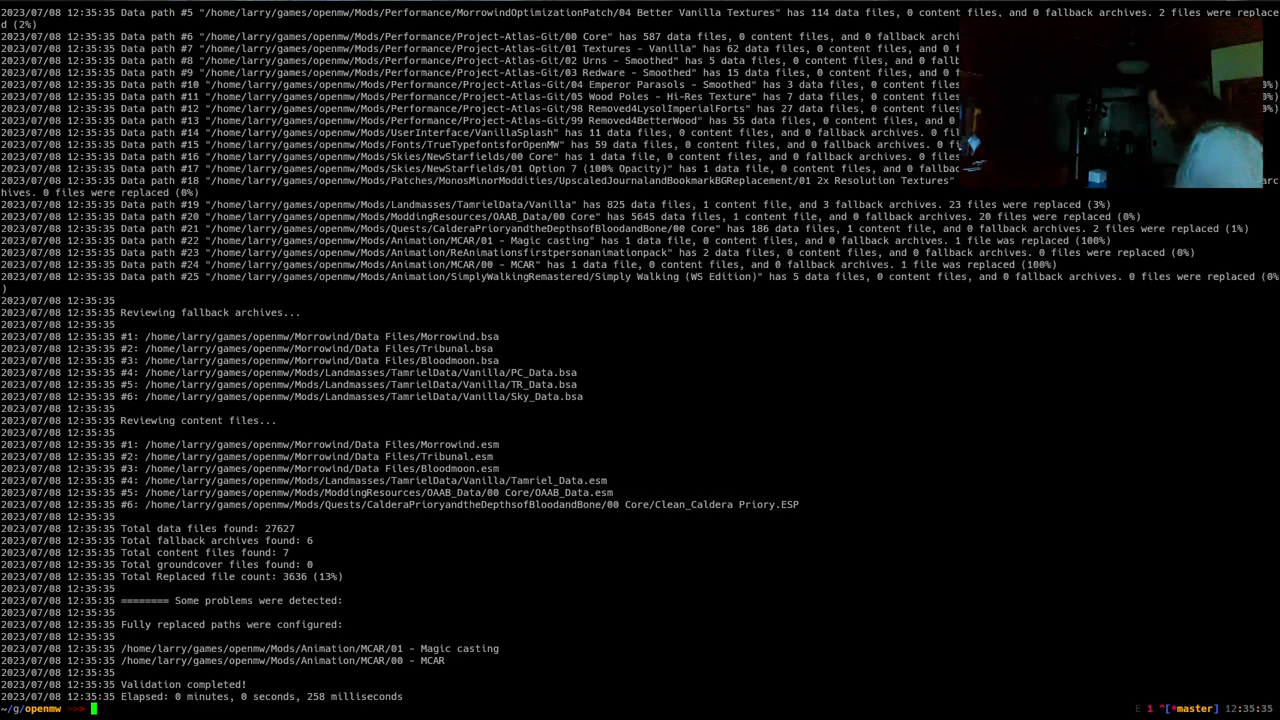 2023/07/08 12:35:35 Data path #5 "/home/larry/games/openmw/Mods/Performance/MorrowindOptimizationPatch/04 Better Vanilla Textures" has 114 data files, 0 content files, and 0 fallback archives. 2 files were replace
d (2%)
2023/07/08 12:35:35 Data path #6 "/home/larry/games/openmw/Mods/Performance/Project-Atlas-Git/00 Core" has 587 data files, 0 content files, and 0 fallback archi
2023/07/08 12:35:35 Data path #7 "/home/larry/games/openmw/Mods/Performance/Project-Atlas-Git/01 Textures - Vanilla" has 62 data files, 0 content files, and 0 f
2023/07/08 12:35:35 Data path #8 "/home/larry/games/openmw/Mods/Performance/Project-Atlas-Git/02 Urns - Smoothed" has 5 data files, 0 content files, and 0 fallb
2023/07/08 12:35:35 Data path #9 "/home/larry/games/openmw/Mods/Performance/Project-Atlas-Git/03 Redware - Smoothed" has 15 data files, 0 content files, and 0 f
2023/07/08 12:35:35 Data path #10 "/home/larry/games/openmw/Mods/Performance/Project-Atlas-Git/04 Emperor Parasols - Smoothed" has 3 data files, 0 content files %)
2023/07/08 12:35:35 Data path #11 "/home/larry/games/openmw/Mods/Performance/Project-Atlas-Git/05 Wood Poles - Hi-Res Texture" has 7 data files, 0 content files %)
2023/07/08 12:35:35 Data path #12 "/home/larry/games/openmw/Mods/Performance/Project-Atlas-Git/98 Removed4LysolImperialForts" has 27 data files, 0 content files %)
2023/07/08 12:35:35 Data path #13 "/home/larry/games/openmw/Mods/Performance/Project-Atlas-Git/99 Removed4BetterWood" has 55 data files, 0 content files, and 0
2023/07/08 12:35:35 Data path #14 "/home/larry/games/openmw/Mods/UserInterface/VanillaSplash" has 11 data files, 0 content files, and 0 fallback archives. 0 fil
2023/07/08 12:35:35 Data path #15 "/home/larry/games/openmw/Mods/Fonts/TrueTypefontsforOpenMW" has 59 data files, 0 content files, and 0 fallback archives. 0 fi
2023/07/08 12:35:35 Data path #16 "/home/larry/games/openmw/Mods/Skies/NewStarfields/00 Core" has 1 data file, 0 content files, and 0 fallback archives. 0 files
2023/07/08 12:35:35 Data path #17 "/home/larry/games/openmw/Mods/Skies/NewStarfields/01 Option 7 (100% Opacity)" has 1 data file, 0 content files, and 0 fallbac
2023/07/08 12:35:35 Data path #18 "/home/larry/games/openmw/Mods/Patches/MonosMinorModdities/UpscaledJournalandBookmarkBGReplacement/01 2x Resolution Textures" arc
hives. 0 files were replaced (0%)
2023/07/08 12:35:35 Data path #19 "/home/larry/games/openmw/Mods/Landmasses/TamrielData/Vanilla" has 825 data files, 1 content file, and 3 fallback archives. 23 files were replaced (3%)
2023/07/08 12:35:35 Data path #20 "/home/larry/games/openmw/Mods/ModdingResources/OAAB_Data/00 Core" has 5645 data files, 1 content file, and 0 fallback archives. 20 files were replaced (0%)
2023/07/08 12:35:35 Data path #21 "/home/larry/games/openmw/Mods/Quests/CalderaPrioryandtheDepthsofBloodandBone/00 Core" has 186 data files, 1 content file, and 0 fallback archives. 2 files were replaced (1%)
2023/07/08 12:35:35 Data path #22 "/home/larry/games/openmw/Mods/Animation/MCAR/01 - Magic casting" has 1 data file, 0 content files, and 0 fallback archives. 1 file was replaced (100%)
2023/07/08 12:35:35 Data path #23 "/home/larry/games/openmw/Mods/Animation/ReAnimationsfirstpersonanimationpack" has 2 data files, 0 content files, and 0 fallback archives. 0 files were replaced (0%)
2023/07/08 12:35:35 Data path #24 "/home/larry/games/openmw/Mods/Animation/MCAR/00 - MCAR" has 1 data file, 0 content files, and 0 fallback archives. 1 file was replaced (100%)
2023/07/08 12:35:35 Data path #25 "/home/larry/games/openmw/Mods/Animation/SimplyWalkingRemastered/Simply Walking (WS Edition)" has 5 data files, 0 content files, and 0 fallback archives. 0 files were replaced (0%
)
2023/07/08 12:35:35
2023/07/08 12:35:35 Reviewing fallback archives...
2023/07/08 12:35:35
2023/07/08 12:35:35 #1: /home/larry/games/openmw/Morrowind/Data Files/Morrowind.bsa
2023/07/08 12:35:35 #2: /home/larry/games/openmw/Morrowind/Data Files/Tribunal.bsa
2023/07/08 12:35:35 #3: /home/larry/games/openmw/Morrowind/Data Files/Bloodmoon.bsa
2023/07/08 12:35:35 #4: /home/larry/games/openmw/Mods/Landmasses/TamrielData/Vanilla/PC_Data.bsa
2023/07/08 12:35:35 #5: /home/larry/games/openmw/Mods/Landmasses/TamrielData/Vanilla/TR_Data.bsa
2023/07/08 12:35:35 #6: /home/larry/games/openmw/Mods/Landmasses/TamrielData/Vanilla/Sky_Data.bsa
2023/07/08 12:35:35
2023/07/08 12:35:35 Reviewing content files...
2023/07/08 12:35:35
2023/07/08 12:35:35 #1: /home/larry/games/openmw/Morrowind/Data Files/Morrowind.esm
2023/07/08 12:35:35 #2: /home/larry/games/openmw/Morrowind/Data Files/Tribunal.esm
2023/07/08 12:35:35 #3: /home/larry/games/openmw/Morrowind/Data Files/Bloodmoon.esm
2023/07/08 12:35:35 #4: /home/larry/games/openmw/Mods/Landmasses/TamrielData/Vanilla/Tamriel_Data.esm
2023/07/08 12:35:35 #5: /home/larry/games/openmw/Mods/ModdingResources/OAAB_Data/00 Core/OAAB_Data.esm
2023/07/08 12:35:35 #6: /home/larry/games/openmw/Mods/Quests/CalderaPrioryandtheDepthsofBloodandBone/00 Core/Clean_Caldera Priory.ESP
2023/07/08 12:35:35
2023/07/08 12:35:35 Total data files found: 27627
2023/07/08 12:35:35 Total fallback archives found: 6
2023/07/08 12:35:35 Total content files found: 7
2023/07/08 12:35:35 Total groundcover files found: 0
2023/07/08 12:35:35 Total Replaced file count: 3636 (13%)
2023/07/08 12:35:35
2023/07/08 12:35:35 ======== Some problems were detected:
2023/07/08 12:35:35
2023/07/08 12:35:35 Fully replaced paths were configured:
2023/07/08 12:35:35
2023/07/08 12:35:35 /home/larry/games/openmw/Mods/Animation/MCAR/01 - Magic casting
2023/07/08 12:35:35 /home/larry/games/openmw/Mods/Animation/MCAR/00 - MCAR
2023/07/08 12:35:35
2023/07/08 12:35:35 Validation completed!
2023/07/08 12:35:35 Elapsed: 0 minutes, 0 seconds, 258 milliseconds
~/g/openmw >>> E 1 ^[*master] 12:35:35